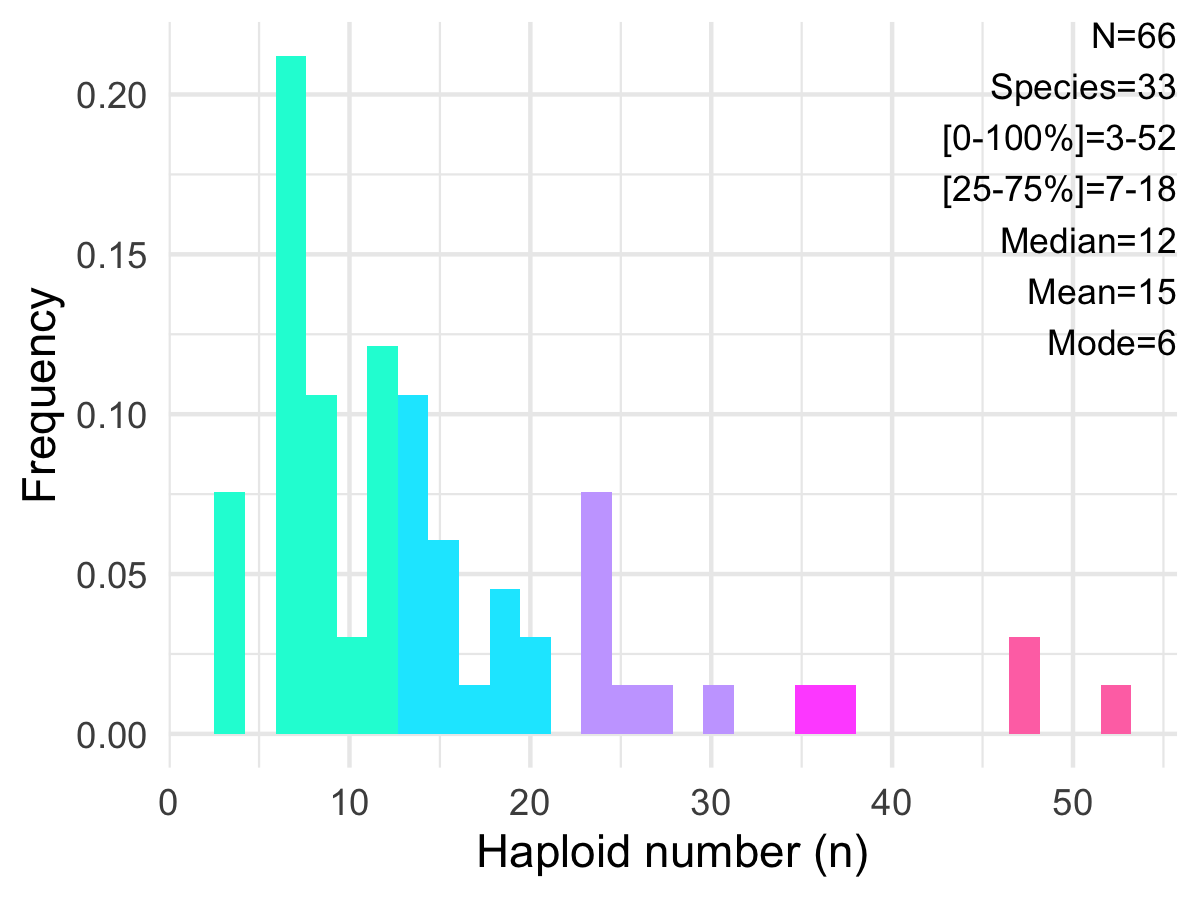 N=66
Species=33
[0-100%]=3-52
[25-75%]=7-18
Median=12
Mean=15
Mode=6
Frequency
0.20
0.15
0.10
0.05
0.00
0 10 20 30 40 50
Haploid number (n)